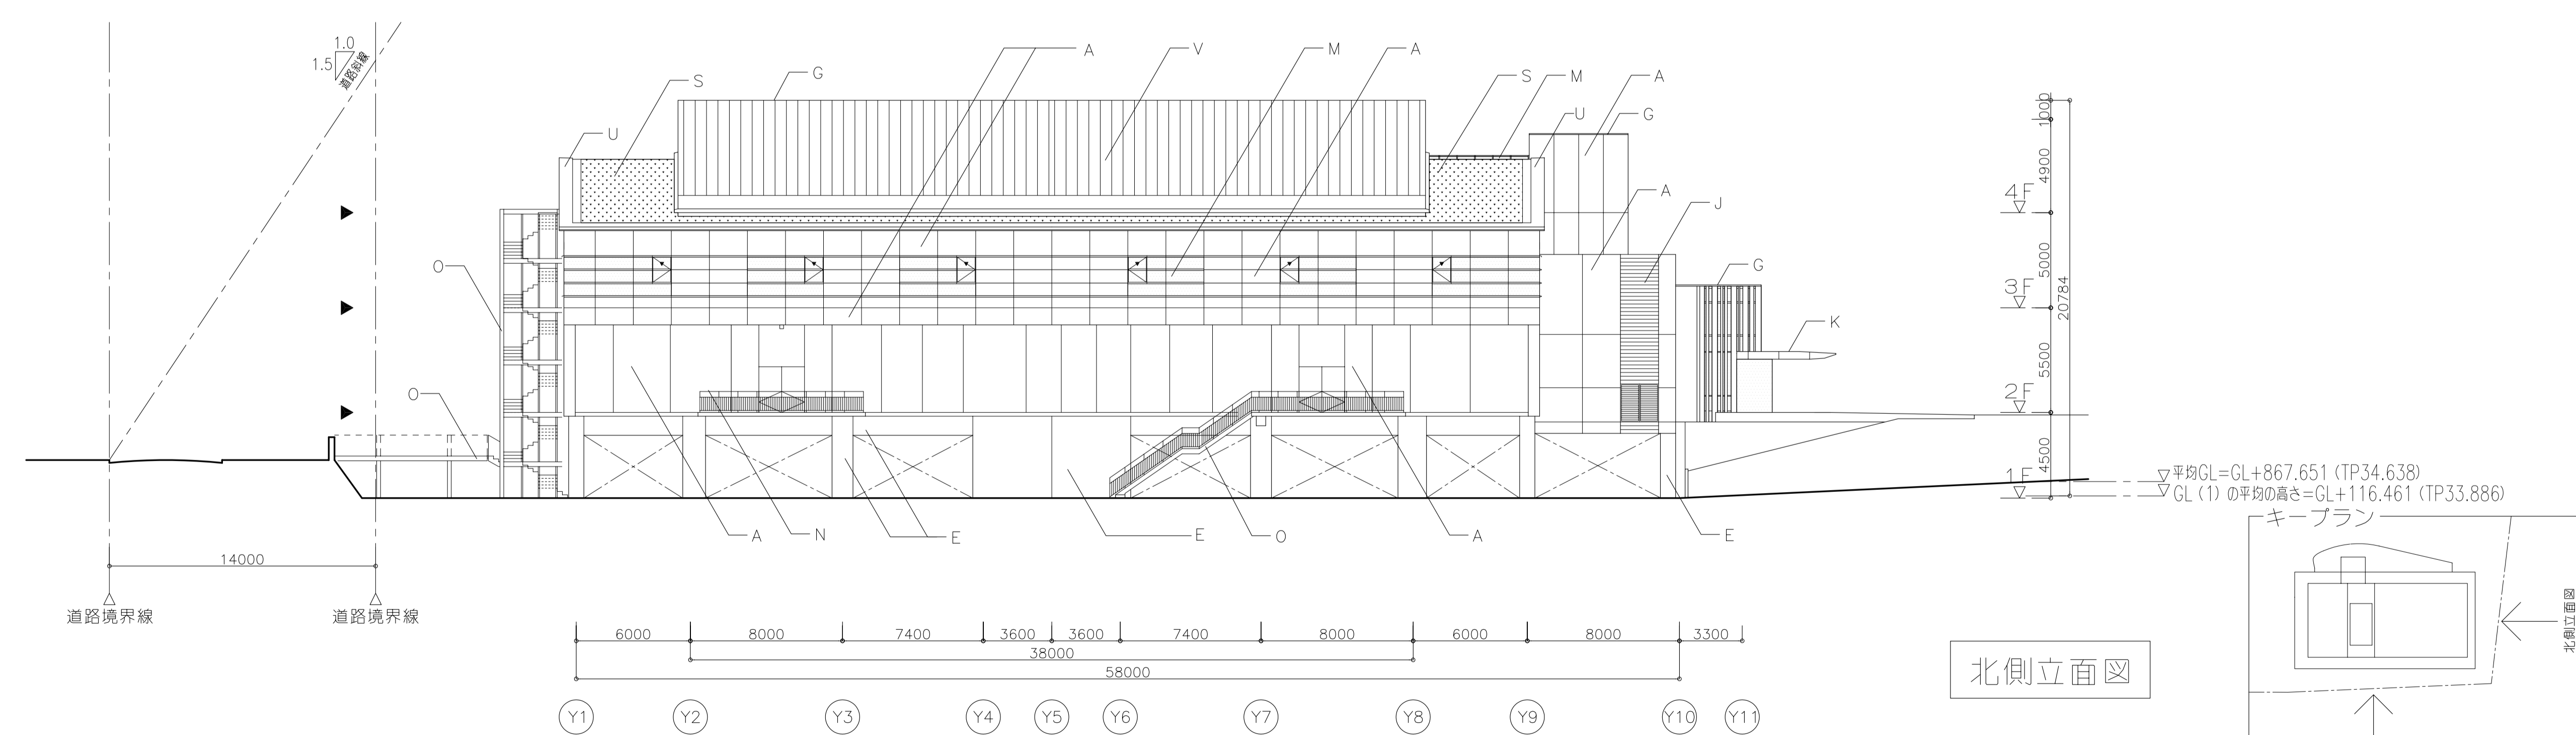 1.0
1.5
道路斜線
A
V
M
A
S
G
S
M
A
U
U
G
A
J
O
G
K
O
A
N
E
E
O
A
E
1000
4900
4F
5000
3F
20784
5500
2F
4500
1F
平均GL=GL+867.651 (TP34.638)
GL (1) の平均の高さ=GL+116.461 (TP33.886)
キープラン
北側立面図
14000
道路境界線
道路境界線
6000
8000
7400
3600
3600
7400
8000
6000
8000
3300
38000
58000
Y1
Y2
Y3
Y4
Y5
Y6
Y7
Y8
Y9
Y10
Y11
北側立面図